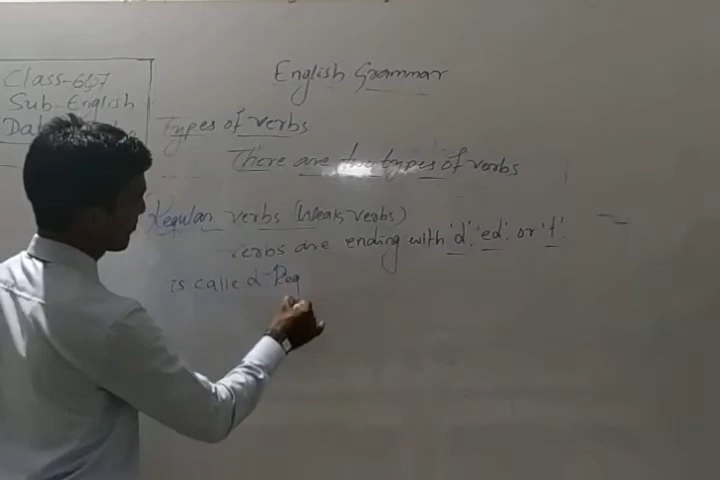 English Grammar
Class-6&7
Sub-English
Date
Types of verbs
There are two types of verbs
Regular verbs (Weak verbs)
verbs are ending with 'd', 'ed', or 't'.
is called Reg